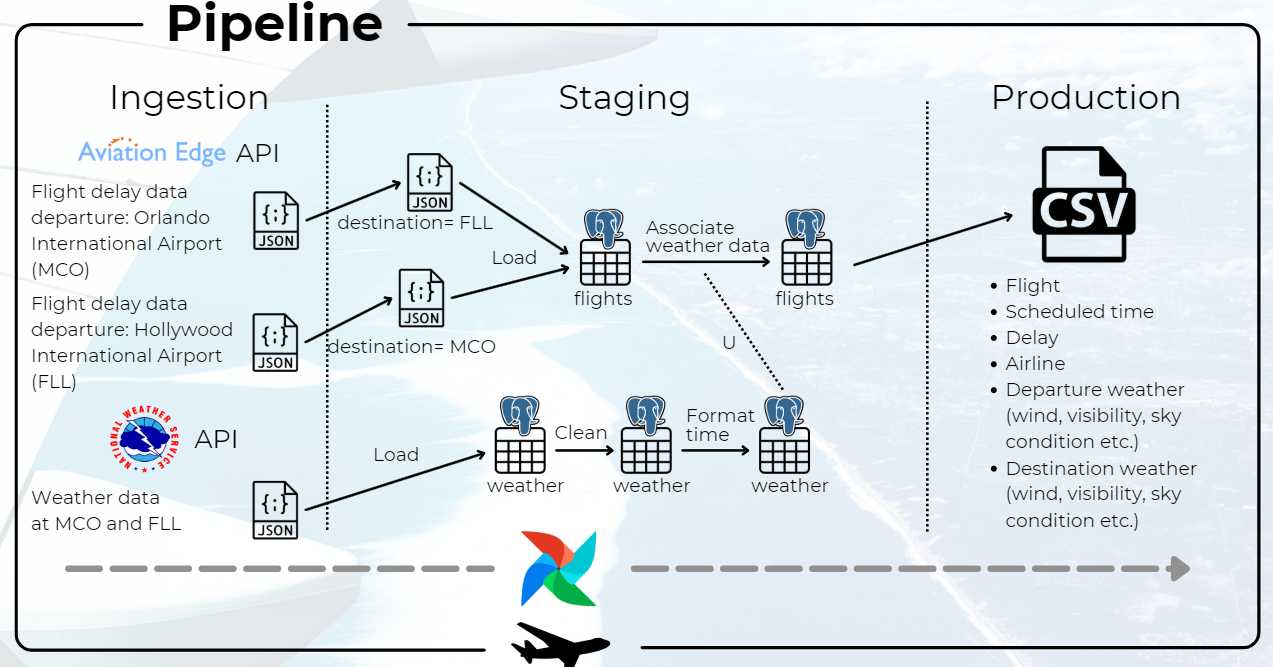 Pipeline
Ingestion
Aviation Edge API
Flight delay data
departure: Orlando
International Airport
(MCO)
{;}
JSON
Flight delay data
departure: Hollywood
International Airport
(FLL)
{;}
JSON
NATIONAL WEATHER SERVICE
API
Weather data
at MCO and FLL
{;}
JSON
Staging
{;}
JSON
destination= FLL
{;}
JSON
destination= MCO
Load
flights
Associate
weather data
flights
U
Load
weather
Clean
weather
Format
time
weather
Production
CSV
• Flight
• Scheduled time
• Delay
• Airline
• Departure weather
(wind, visibility, sky
condition etc.)
• Destination weather
(wind, visibility, sky
condition etc.)